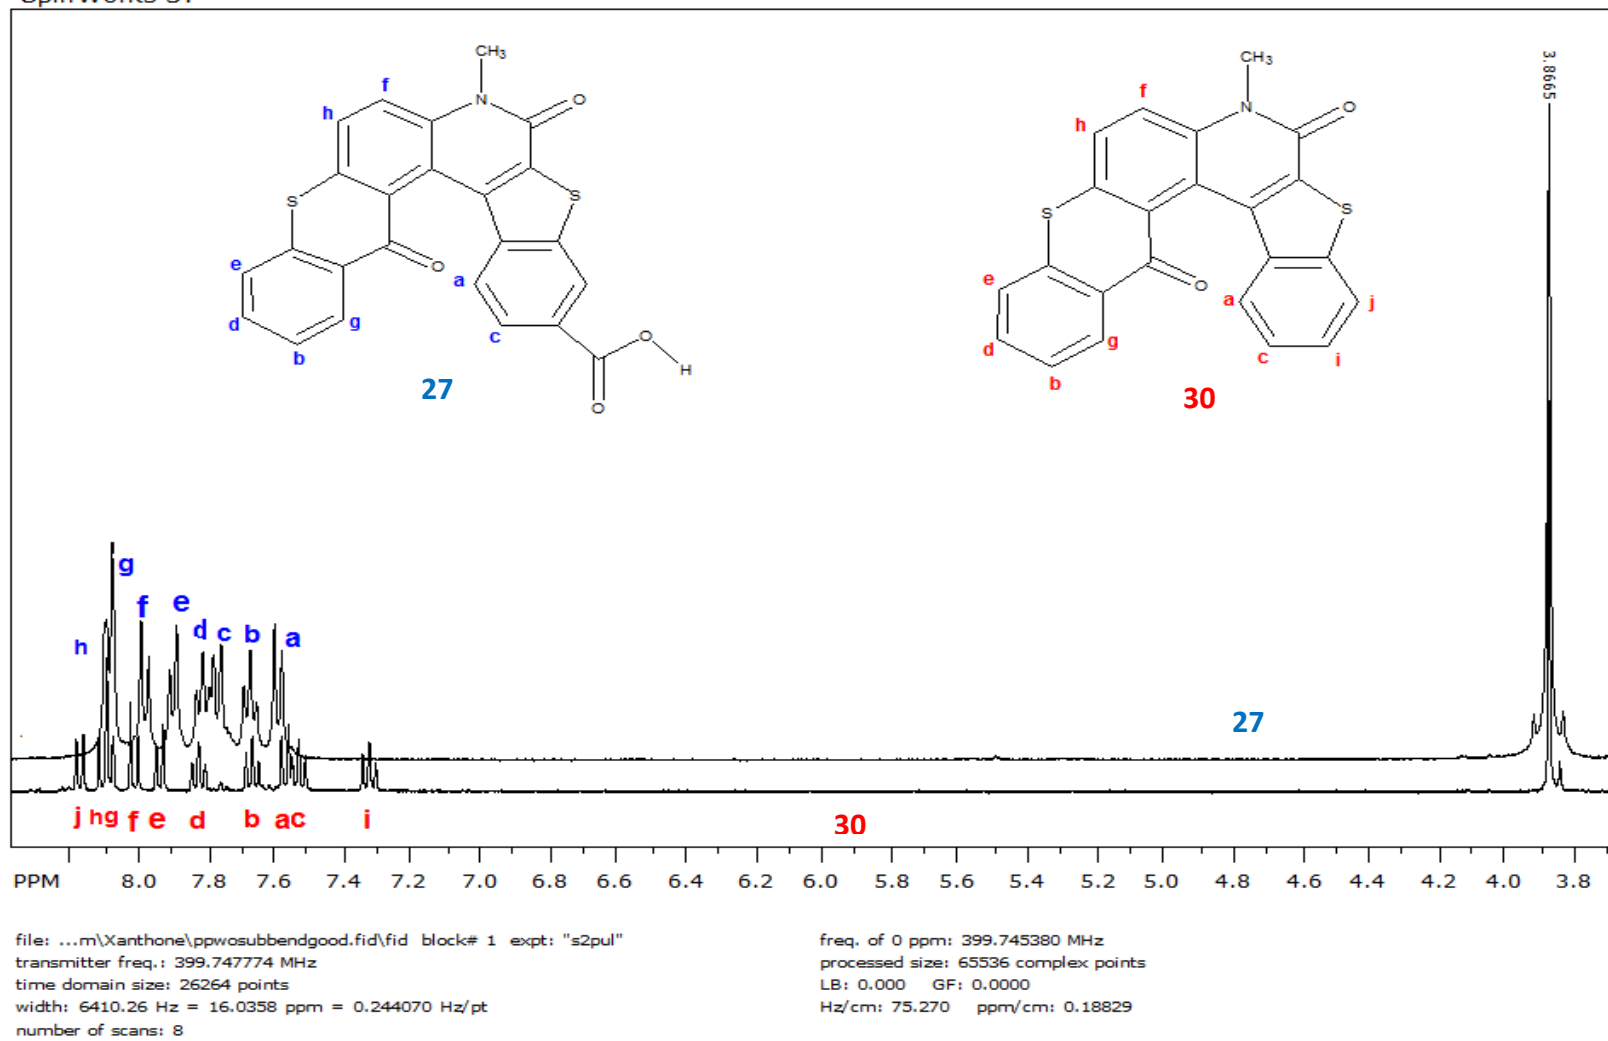 CH₃
f
N
O
h
S
S
O
e
a
d
g
c
b
O
H
O
27
CH₃
f
N
O
h
S
S
O
e
a
j
d
g
c
i
b
30
3.8665
g
f
e
h
d
c
b
a
27
j h g f e d b a c i
30
PPM 8.0 7.8 7.6 7.4 7.2 7.0 6.8 6.6 6.4 6.2 6.0 5.8 5.6 5.4 5.2 5.0 4.8 4.6 4.4 4.2 4.0 3.8
file: ...m\Xanthone\ppwosubbendgood.fid\fid block# 1 expt: "s2pul"
transmitter freq.: 399.747774 MHz
time domain size: 26264 points
width: 6410.26 Hz = 16.0358 ppm = 0.244070 Hz/pt
number of scans: 8
freq. of 0 ppm: 399.745380 MHz
processed size: 65536 complex points
LB: 0.000 GF: 0.0000
Hz/cm: 75.270 ppm/cm: 0.18829